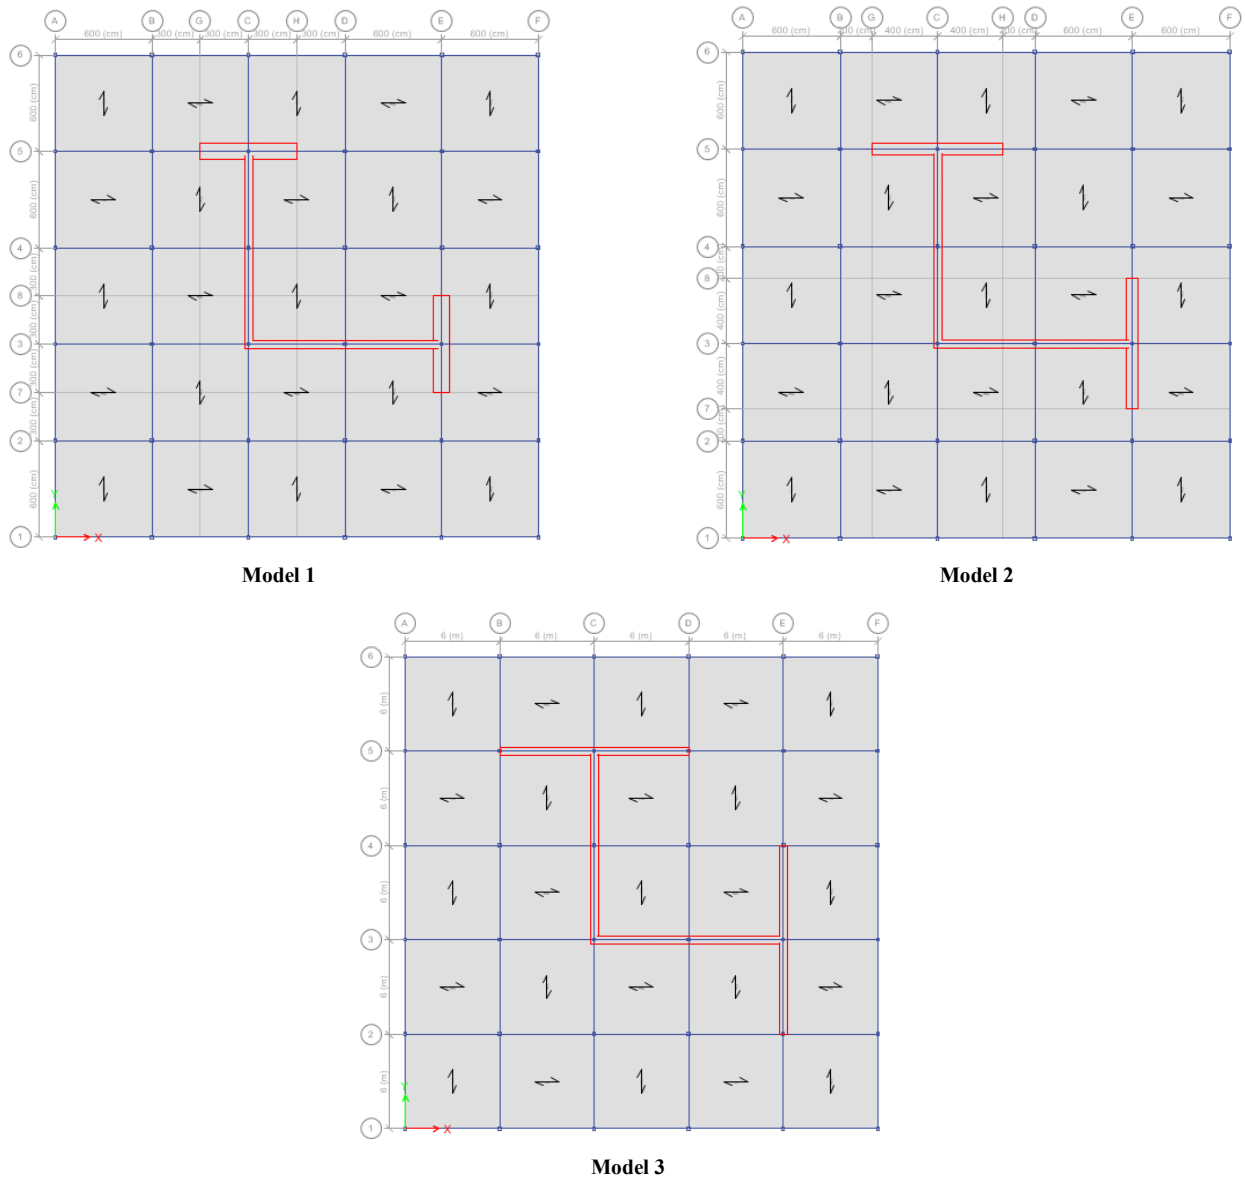 A B G C H D E F
600 (cm) 300 (cm) 300 (cm) 300 (cm) 300 (cm) 600 (cm) 600 (cm)
6
600 (cm)
5
600 (cm)
4
300 (cm)
8
300 (cm)
3
300 (cm)
7
300 (cm)
2
600 (cm)
Y
1
X
Model 1
A B G C H D E F
600 (cm) 400 (cm) 400 (cm) 600 (cm) 600 (cm)
6
600 (cm)
5
600 (cm)
4
8
400 (cm)
3
400 (cm)
7
2
600 (cm)
Y
1
X
Model 2
A B C D E F
6 (m) 6 (m) 6 (m) 6 (m) 6 (m)
6
6 (m)
5
6 (m)
4
6 (m)
3
6 (m)
2
6 (m)
Y
1
X
Model 3